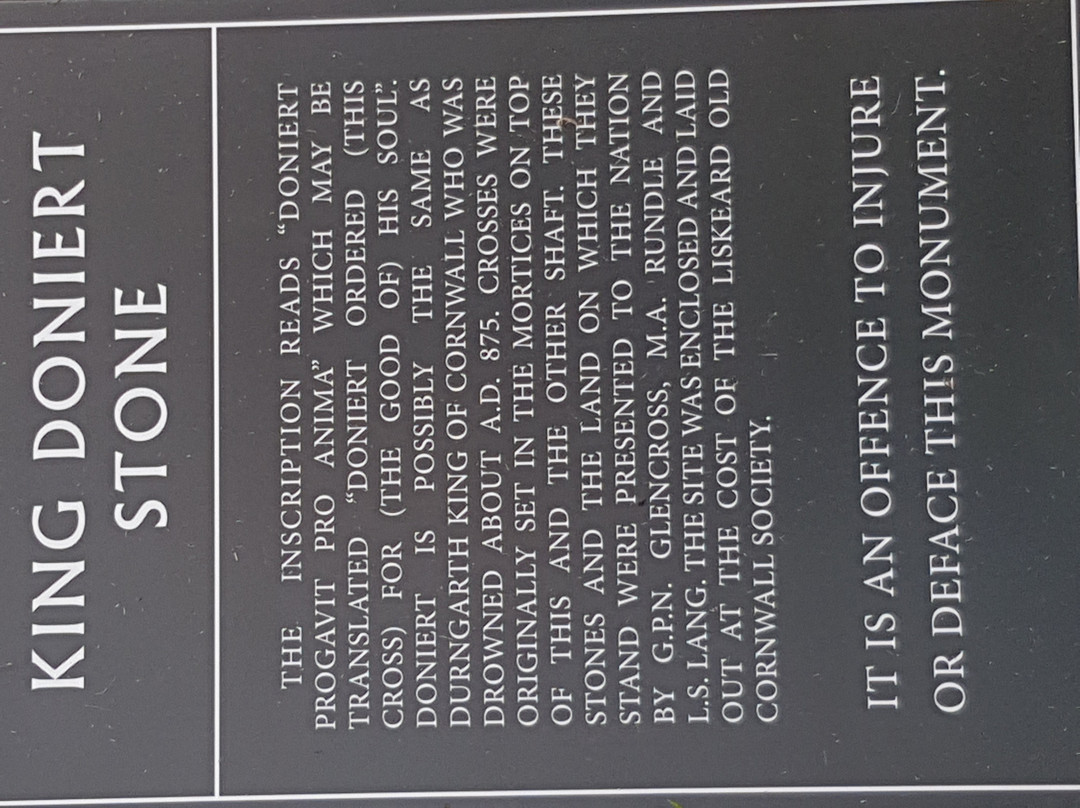 KING DONIERT
STONE
THE INSCRIPTION READS “DONIERT
PROGAVIT PRO ANIMA” WHICH MAY BE
TRANSLATED “DONIERT ORDERED (THIS
CROSS) FOR (THE GOOD OF) HIS SOUL”.
DONIERT IS POSSIBLY THE SAME AS
DURNGARTH KING OF CORNWALL WHO WAS
DROWNED ABOUT A.D. 875. CROSSES WERE
ORIGINALLY SET IN THE MORTICES ON TOP
OF THIS AND THE OTHER SHAFT. THESE
STONES AND THE LAND ON WHICH THEY
STAND WERE PRESENTED TO THE NATION
BY G.P.N. GLENCROSS, M.A. RUNDLE AND
L.S. LANG. THE SITE WAS ENCLOSED AND LAID
OUT AT THE COST OF THE LISKEARD OLD
CORNWALL SOCIETY.
IT IS AN OFFENCE TO INJURE
OR DEFACE THIS MONUMENT.